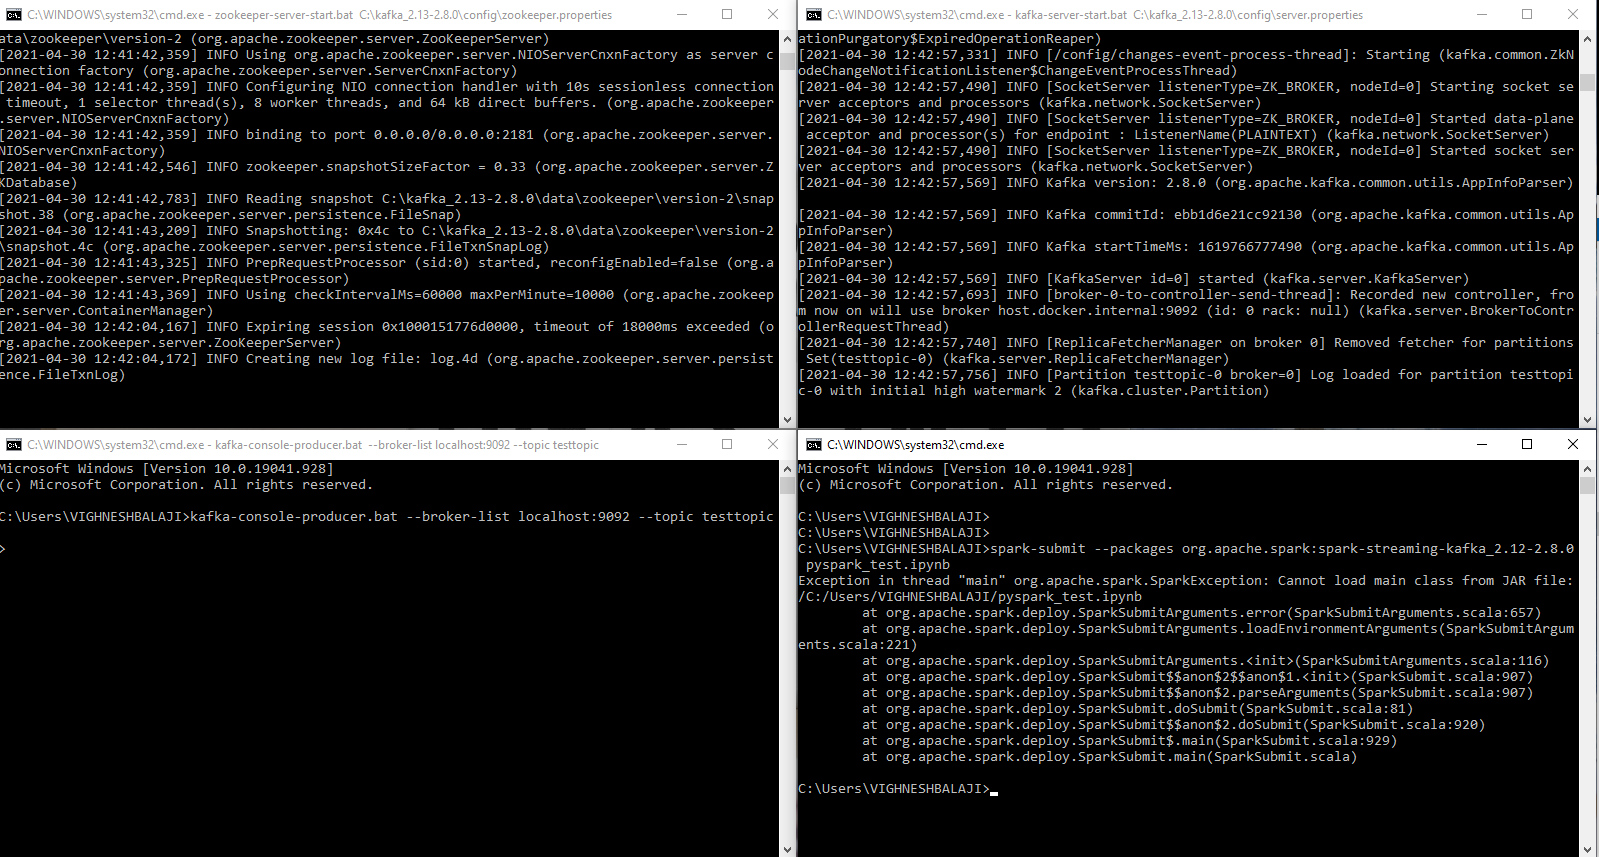 C:\WINDOWS\system32\cmd.exe - zookeeper-server-start.bat  C:\kafka_2.13-2.8.0\config\zookeeper.properties
ata\zookeeper\version-2 (org.apache.zookeeper.server.ZooKeeperServer)
[2021-04-30 12:41:42,359] INFO Using org.apache.zookeeper.server.NIOServerCnxnFactory as server c
onnection factory (org.apache.zookeeper.server.ServerCnxnFactory)
[2021-04-30 12:41:42,359] INFO Configuring NIO connection handler with 10s sessionless connection
 timeout, 1 selector thread(s), 8 worker threads, and 64 kB direct buffers. (org.apache.zookeeper
.server.NIOServerCnxnFactory)
[2021-04-30 12:41:42,359] INFO binding to port 0.0.0.0/0.0.0.0:2181 (org.apache.zookeeper.server.
NIOServerCnxnFactory)
[2021-04-30 12:41:42,546] INFO zookeeper.snapshotSizeFactor = 0.33 (org.apache.zookeeper.server.Z
KDatabase)
[2021-04-30 12:41:42,783] INFO Reading snapshot C:\kafka_2.13-2.8.0\data\zookeeper\version-2\snap
shot.38 (org.apache.zookeeper.server.persistence.FileSnap)
[2021-04-30 12:41:43,209] INFO Snapshotting: 0x4c to C:\kafka_2.13-2.8.0\data\zookeeper\version-2
\snapshot.4c (org.apache.zookeeper.server.persistence.FileTxnSnapLog)
[2021-04-30 12:41:43,325] INFO PrepRequestProcessor (sid:0) started, reconfigEnabled=false (org.a
pache.zookeeper.server.PrepRequestProcessor)
[2021-04-30 12:41:43,369] INFO Using checkIntervalMs=60000 maxPerMinute=10000 (org.apache.zookeep
er.server.ContainerManager)
[2021-04-30 12:42:04,167] INFO Expiring session 0x1000151776d0000, timeout of 18000ms exceeded (o
rg.apache.zookeeper.server.ZooKeeperServer)
[2021-04-30 12:42:04,172] INFO Creating new log file: log.4d (org.apache.zookeeper.server.persist
ence.FileTxnLog)
C:\WINDOWS\system32\cmd.exe - kafka-server-start.bat  C:\kafka_2.13-2.8.0\config\server.properties
ationPurgatory$ExpiredOperationReaper)
[2021-04-30 12:42:57,331] INFO [/config/changes-event-process-thread]: Starting (kafka.common.ZkN
odeChangeNotificationListener$ChangeEventProcessThread)
[2021-04-30 12:42:57,490] INFO [SocketServer listenerType=ZK_BROKER, nodeId=0] Starting socket se
rver acceptors and processors (kafka.network.SocketServer)
[2021-04-30 12:42:57,490] INFO [SocketServer listenerType=ZK_BROKER, nodeId=0] Started data-plane
 acceptor and processor(s) for endpoint : ListenerName(PLAINTEXT) (kafka.network.SocketServer)
[2021-04-30 12:42:57,490] INFO [SocketServer listenerType=ZK_BROKER, nodeId=0] Started socket ser
ver acceptors and processors (kafka.network.SocketServer)
[2021-04-30 12:42:57,569] INFO Kafka version: 2.8.0 (org.apache.kafka.common.utils.AppInfoParser)
[2021-04-30 12:42:57,569] INFO Kafka commitId: ebb1d6e21cc92130 (org.apache.kafka.common.utils.Ap
pInfoParser)
[2021-04-30 12:42:57,569] INFO Kafka startTimeMs: 1619766777490 (org.apache.kafka.common.utils.Ap
pInfoParser)
[2021-04-30 12:42:57,569] INFO [KafkaServer id=0] started (kafka.server.KafkaServer)
[2021-04-30 12:42:57,693] INFO [broker-0-to-controller-send-thread]: Recorded new controller, fro
m now on will use broker host.docker.internal:9092 (id: 0 rack: null) (kafka.server.BrokerToContr
ollerRequestThread)
[2021-04-30 12:42:57,740] INFO [ReplicaFetcherManager on broker 0] Removed fetcher for partitions
 Set(testtopic-0) (kafka.server.ReplicaFetcherManager)
[2021-04-30 12:42:57,756] INFO [Partition testtopic-0 broker=0] Log loaded for partition testtopi
c-0 with initial high watermark 2 (kafka.cluster.Partition)
C:\WINDOWS\system32\cmd.exe - kafka-console-producer.bat  --broker-list localhost:9092 --topic testtopic
Microsoft Windows [Version 10.0.19041.928]
(c) Microsoft Corporation. All rights reserved.
C:\Users\VIGHNESHBALAJI>kafka-console-producer.bat --broker-list localhost:9092 --topic testtopic
>
C:\WINDOWS\system32\cmd.exe
Microsoft Windows [Version 10.0.19041.928]
(c) Microsoft Corporation. All rights reserved.
C:\Users\VIGHNESHBALAJI>
C:\Users\VIGHNESHBALAJI>
C:\Users\VIGHNESHBALAJI>spark-submit --packages org.apache.spark:spark-streaming-kafka_2.12-2.8.0
 pyspark_test.ipynb
Exception in thread "main" org.apache.spark.SparkException: Cannot load main class from JAR file:
/C:/Users/VIGHNESHBALAJI/pyspark_test.ipynb
        at org.apache.spark.deploy.SparkSubmitArguments.error(SparkSubmitArguments.scala:657)
        at org.apache.spark.deploy.SparkSubmitArguments.loadEnvironmentArguments(SparkSubmitArgum
ents.scala:221)
        at org.apache.spark.deploy.SparkSubmitArguments.<init>(SparkSubmitArguments.scala:116)
        at org.apache.spark.deploy.SparkSubmit$$anon$2$$anon$1.<init>(SparkSubmit.scala:907)
        at org.apache.spark.deploy.SparkSubmit$$anon$2.parseArguments(SparkSubmit.scala:907)
        at org.apache.spark.deploy.SparkSubmit.doSubmit(SparkSubmit.scala:81)
        at org.apache.spark.deploy.SparkSubmit$$anon$2.doSubmit(SparkSubmit.scala:920)
        at org.apache.spark.deploy.SparkSubmit$.main(SparkSubmit.scala:929)
        at org.apache.spark.deploy.SparkSubmit.main(SparkSubmit.scala)
C:\Users\VIGHNESHBALAJI>